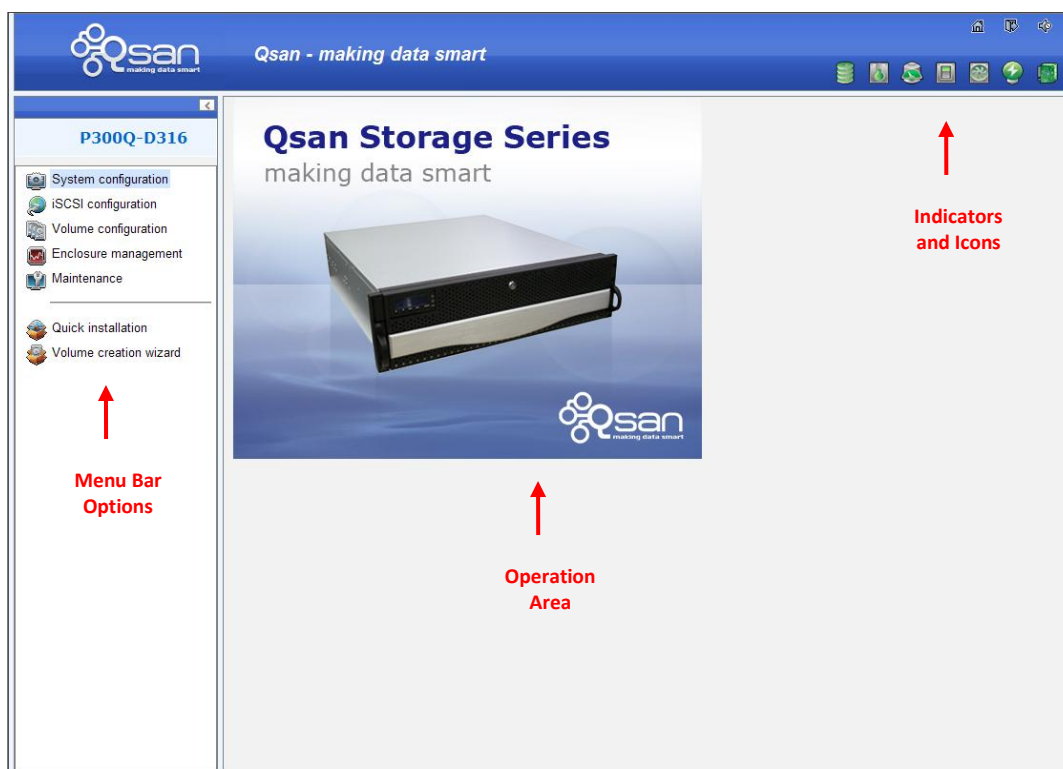 Qsan
making data smart
Qsan - making data smart
P300Q-D316
System configuration
iSCSI configuration
Volume configuration
Enclosure management
Maintenance
Quick installation
Volume creation wizard
Menu Bar
Options
Qsan Storage Series
making data smart
Qsan
making data smart
Operation
Area
Indicators
and Icons